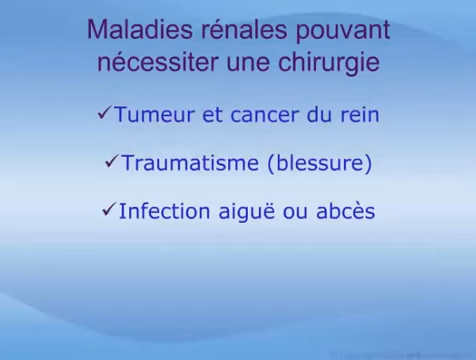 Maladies rénales pouvant
nécessiter une chirurgie
✓Tumeur et cancer du rein
✓Traumatisme (blessure)
✓Infection aiguë ou abcès